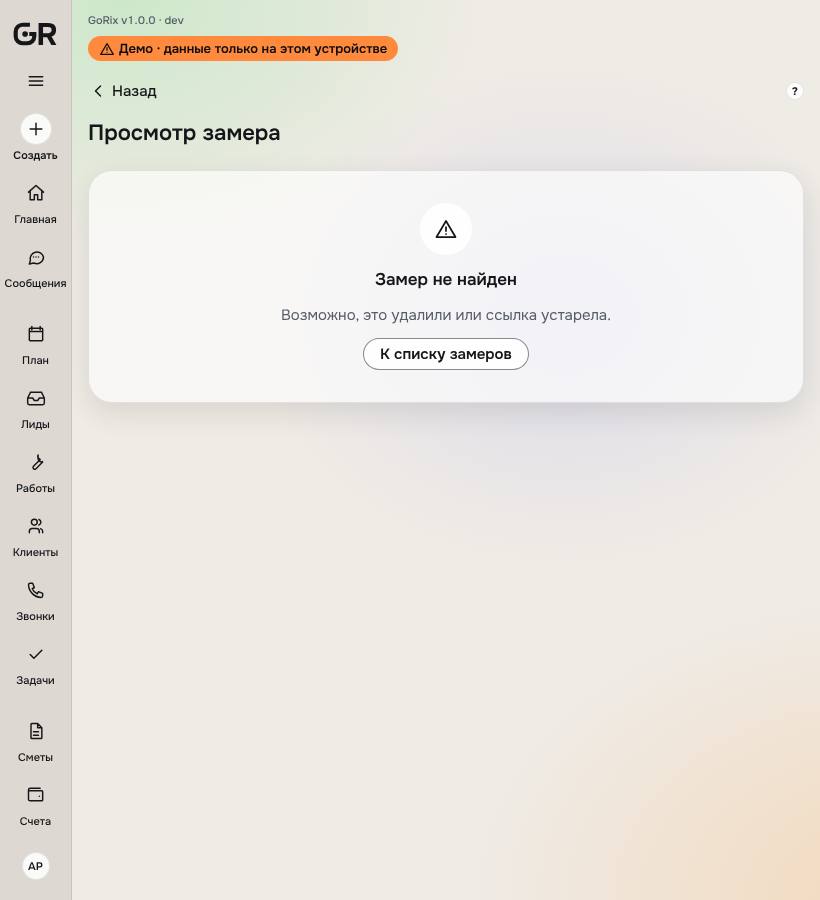 GR
GoRix v1.0.0 · dev
Демо · данные только на этом устройстве
Назад
?
Просмотр замера
Замер не найден
Возможно, это удалили или ссылка устарела.
К списку замеров
Создать
Главная
Сообщения
План
Лиды
Работы
Клиенты
Звонки
Задачи
Сметы
Счета
AP